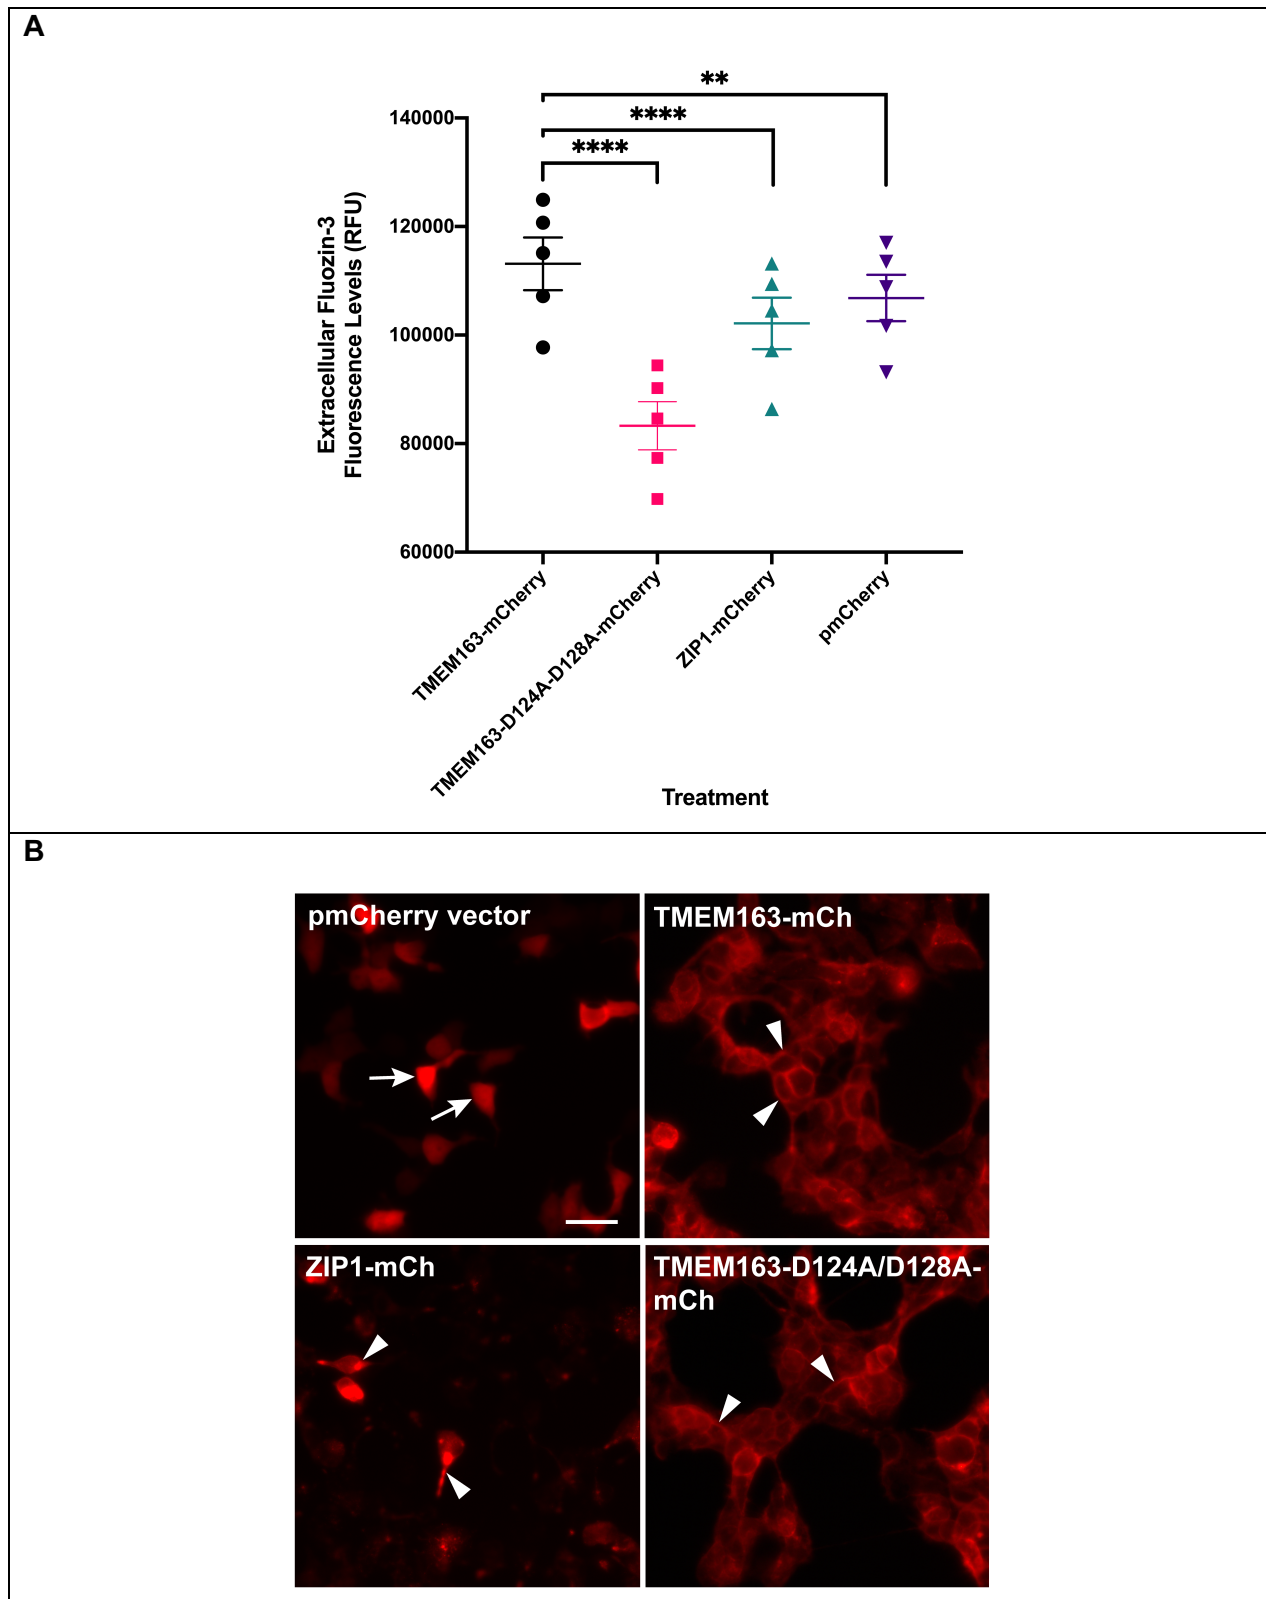 A
**
****
****
140000
120000
100000
80000
60000
Extracellular Fluozin-3
Fluorescence Levels (RFU)
TMEM163-mCherry
TMEM163-D124A-D128A-mCherry
ZIP1-mCherry
pmCherry
Treatment
B
pmCherry vector
TMEM163-mCh
ZIP1-mCh
TMEM163-D124A/D128A-
mCh